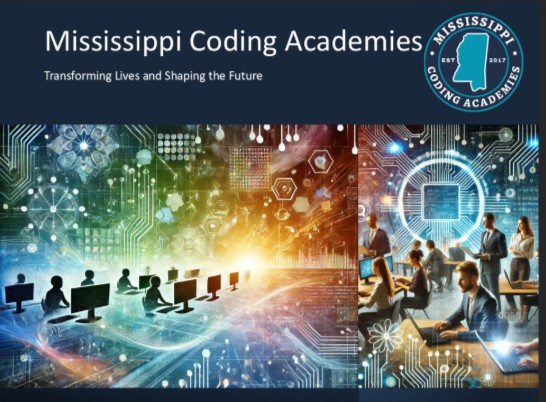 Mississippi Coding Academies
Transforming Lives and Shaping the Future
MISSISSIPPI
EST 2017
CODING ACADEMIES